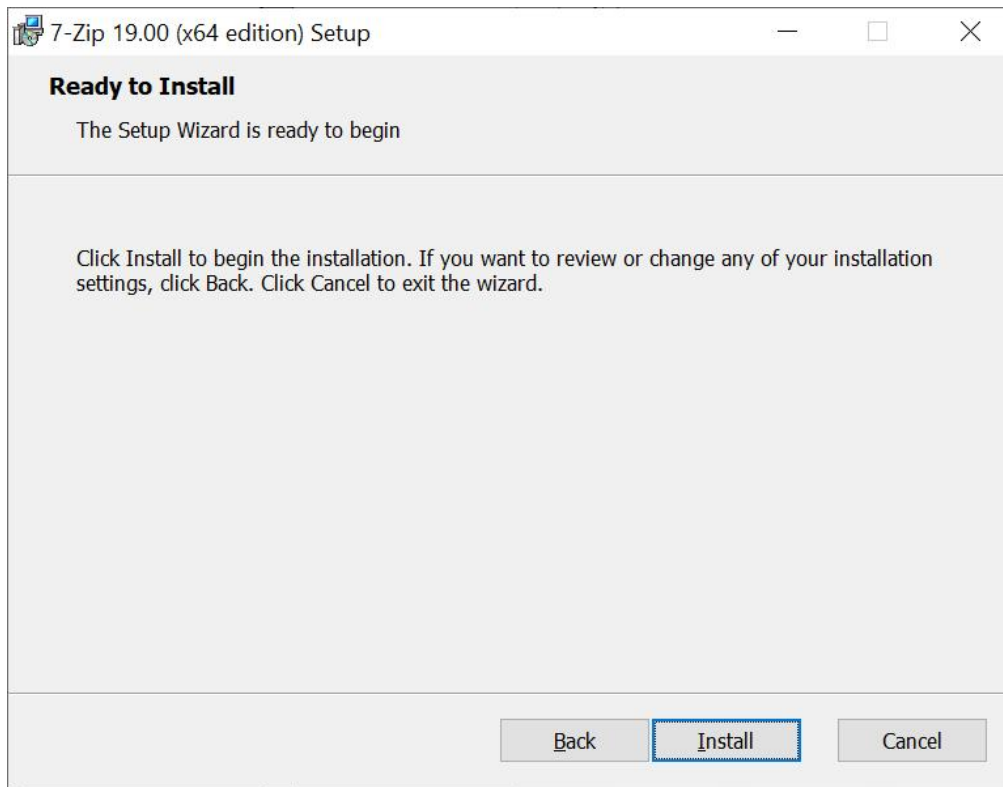 7-Zip 19.00 (x64 edition) Setup
Ready to Install
The Setup Wizard is ready to begin
Click Install to begin the installation. If you want to review or change any of your installation
settings, click Back. Click Cancel to exit the wizard.
Back Install Cancel